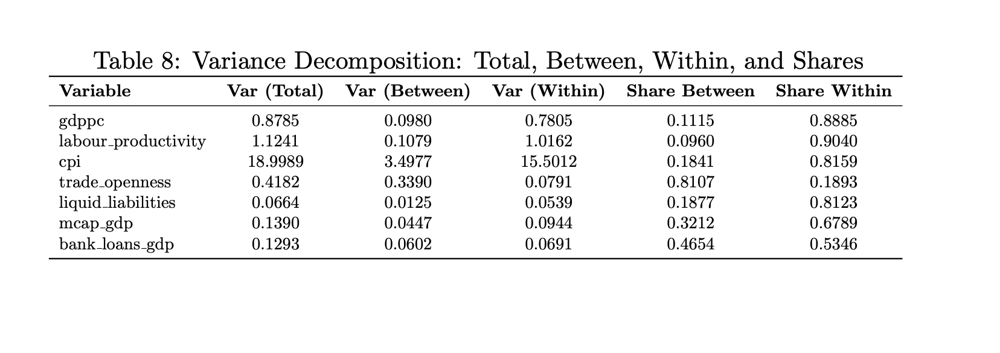 Table 8: Variance Decomposition: Total, Between, Within, and Shares
Variable Var (Total) Var (Between) Var (Within) Share Between Share Within
gdppc 0.8785 0.0980 0.7805 0.1115 0.8885
labour_productivity 1.1241 0.1079 1.0162 0.0960 0.9040
cpi 18.9989 3.4977 15.5012 0.1841 0.8159
trade_openness 0.4182 0.3390 0.0791 0.8107 0.1893
liquid_liabilities 0.0664 0.0125 0.0539 0.1877 0.8123
mcap_gdp 0.1390 0.0447 0.0944 0.3212 0.6789
bank_loans_gdp 0.1293 0.0602 0.0691 0.4654 0.5346